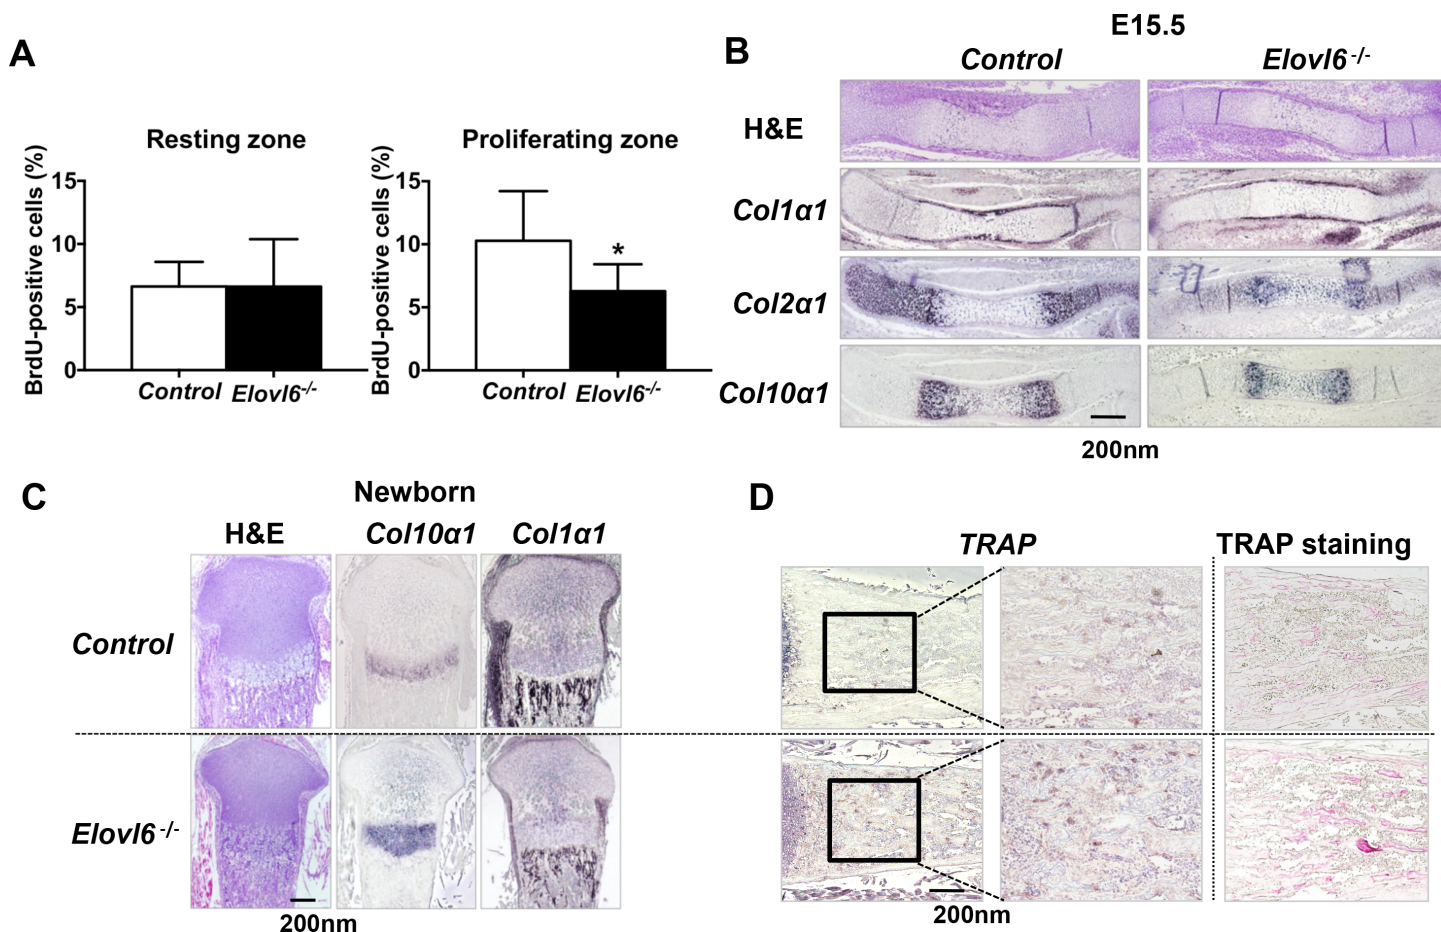 A
Resting zone
BrdU-positive cells (%)
15
10
5
0
Control Elovl6-/-
Proliferating zone
BrdU-positive cells (%)
15
10
5
0
*
Control Elovl6-/-
B
E15.5
Control Elovl6-/-
H&E
Col1α1
Col2α1
Col10α1
200nm
C
Newborn
H&E Col10α1 Col1α1
Control
Elovl6-/-
200nm
D
TRAP TRAP staining
200nm